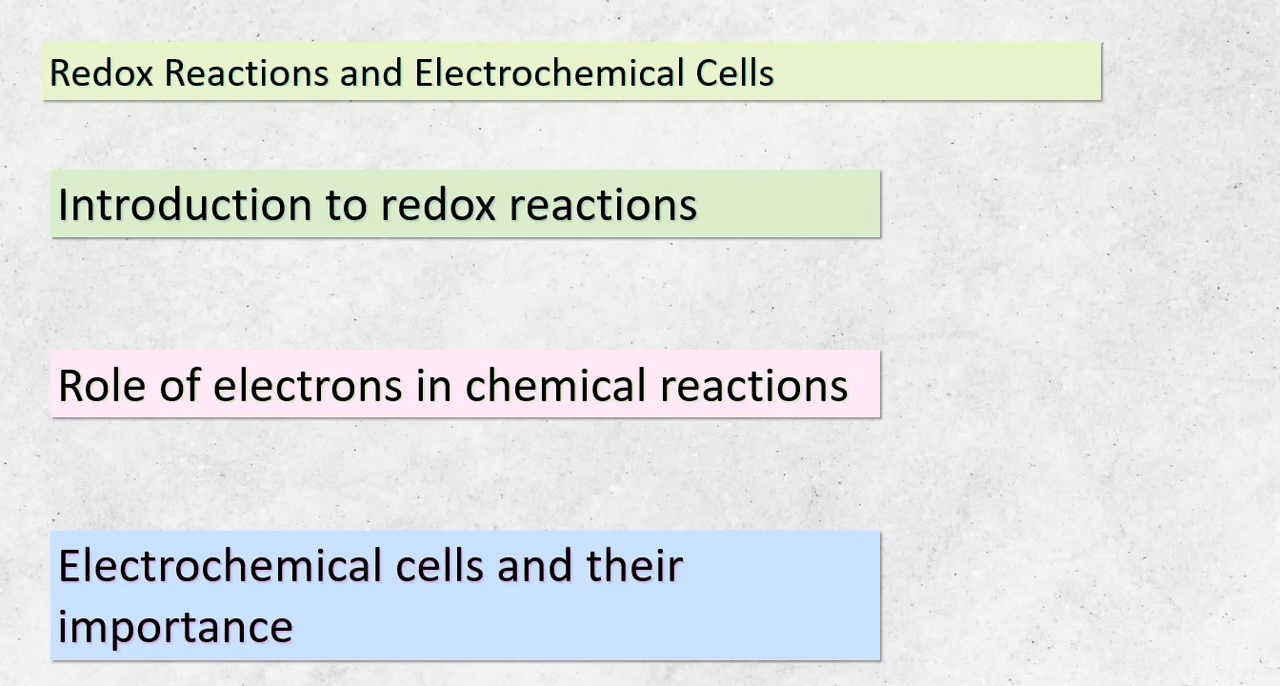 Redox Reactions and Electrochemical Cells
Introduction to redox reactions
Role of electrons in chemical reactions
Electrochemical cells and their
importance